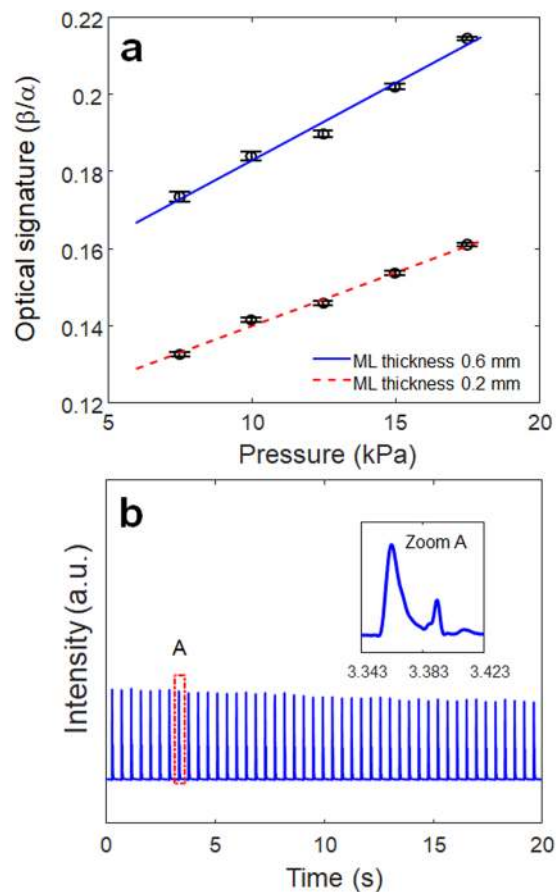 a
0.22
0.2
0.18
0.16
0.14
0.12
Optical signature (β/α)
ML thickness 0.6 mm
ML thickness 0.2 mm
5 10 15 20
Pressure (kPa)
b
Intensity (a.u.)
A
Zoom A
3.343 3.383 3.423
0 5 10 15 20
Time (s)